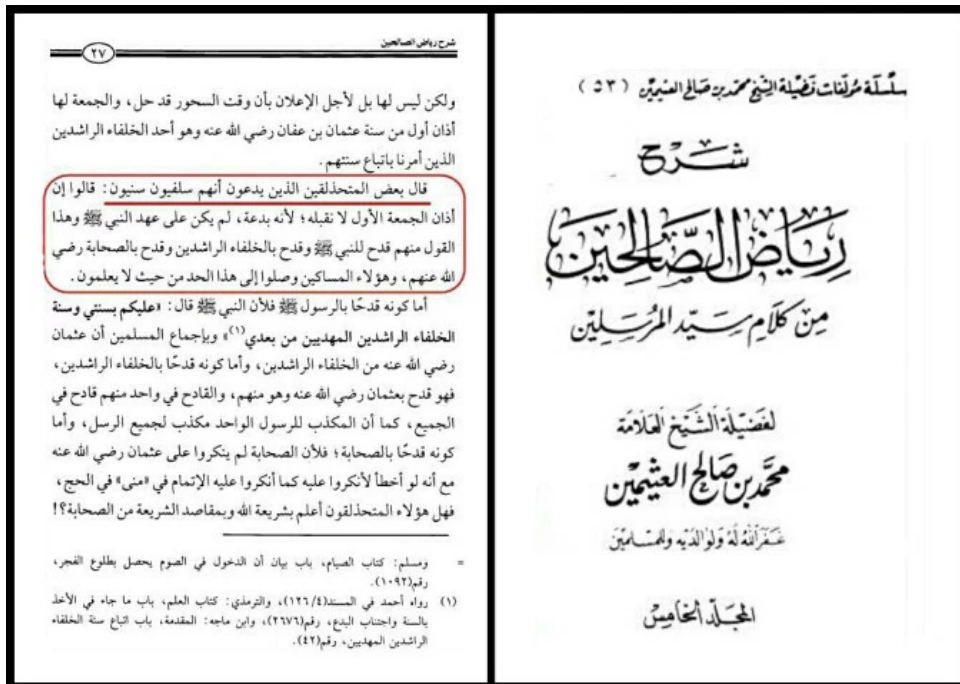 سلسلة مؤلفات فضيلة الشيخ محمد بن صالح العثيمين (٥٣)
شرح
رياض الصالحين
من كلام سيد المرسلين
لفضيلة الشيخ العلامة
محمد بن صالح العثيمين
غفر الله له ولوالديه وللمسلمين
المجلد الخامس
شرح رياض الصالحين
٢٧
ولكن ليس لها بل لأجل الإعلان بأن وقت السحور قد حل، والجمعة لها
أذان أول من سنة عثمان بن عفان رضي الله عنه وهو أحد الخلفاء الراشدين
الذين أمرنا باتباع سنتهم.
قال بعض المتحذلقين الذين يدعون أنهم سلفيون سنيون: قالوا إن
أذان الجمعة الأول لا نقبله؛ لأنه بدعة، لم يكن على عهد النبي ﷺ وهذا
القول منهم قدح للنبي ﷺ وقدح بالخلفاء الراشدين وقدح بالصحابة رضي
الله عنهم، وهؤلاء المساكين وصلوا إلى هذا الحد من حيث لا يعلمون.
أما كونه قدحًا بالرسول ﷺ فلأن النبي ﷺ قال: «عليكم بسنتي وسنة
الخلفاء الراشدين المهديين من بعدي(١)» وبإجماع المسلمين أن عثمان
رضي الله عنه من الخلفاء الراشدين، وأما كونه قدحًا بالخلفاء الراشدين،
فهو قدح بعثمان رضي الله عنه وهو منهم، والقادح في واحد منهم قادح في
الجميع، كما أن المكذب للرسول الواحد مكذب لجميع الرسل، وأما
كونه قدحًا بالصحابة؛ فلأن الصحابة لم ينكروا على عثمان رضي الله عنه
مع أنه لو أخطأ لأنكروا عليه كما أنكروا عليه الإتمام في «منى» في الحج،
فهل هؤلاء المتحذلقون أعلم بشريعة الله وبمقاصد الشريعة من الصحابة؟!
= ومسلم: كتاب الصيام، باب بيان أن الدخول في الصوم يحصل بطلوع الفجر،
رقم(١٠٩٢).
(١) رواه أحمد في المسند(١٢٦/٤)، والترمذي: كتاب العلم، باب ما جاء في الأخذ
بالسنة واجتناب البدع، رقم(٢٦٧٦)، وابن ماجه: المقدمة، باب اتباع سنة الخلفاء
الراشدين المهديين، رقم(٤٢).